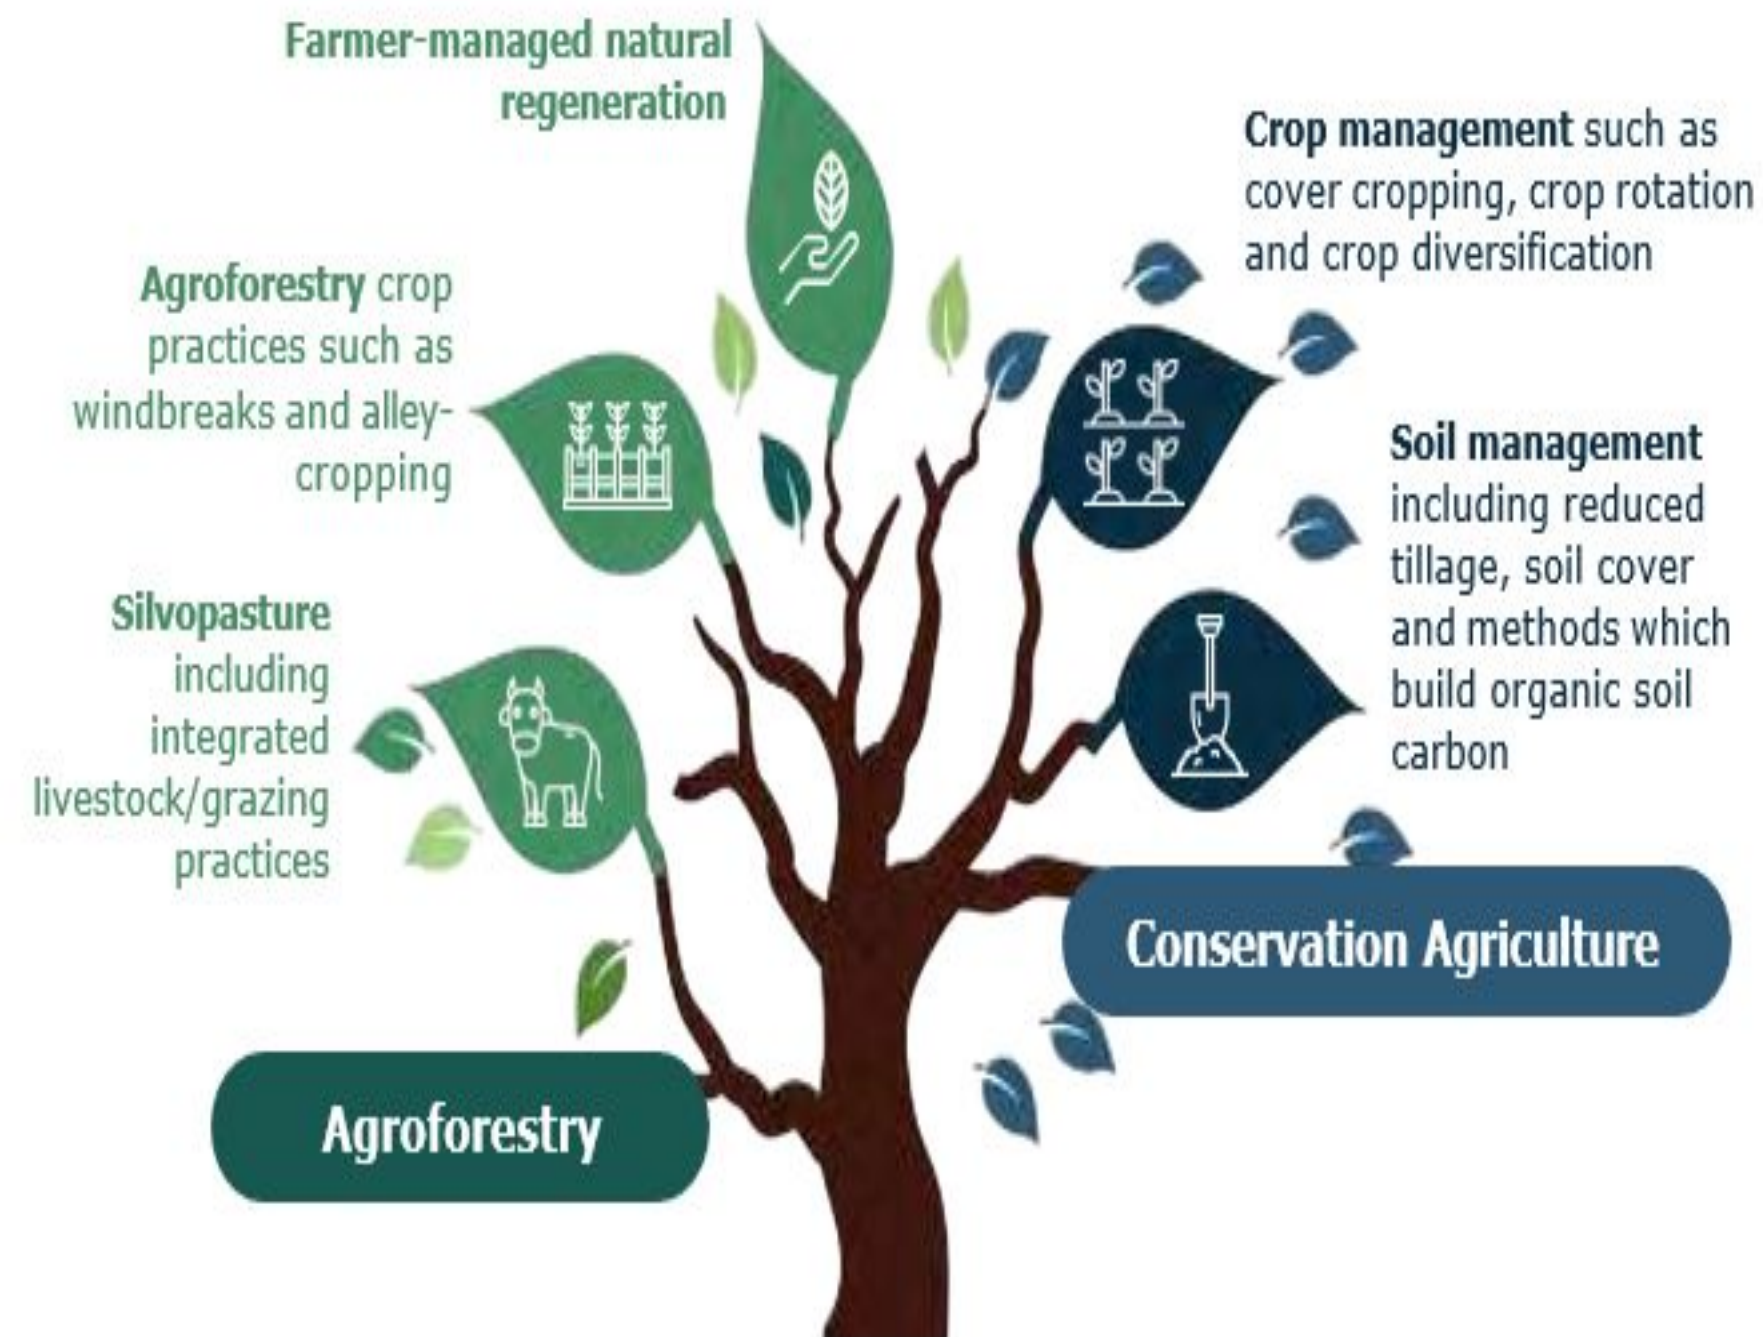 Farmer-managed natural
regeneration
Agroforestry crop
practices such as
windbreaks and alley-
cropping
Silvopasture
including
integrated
livestock/grazing
practices
Agroforestry
Crop management such as
cover cropping, crop rotation
and crop diversification
Soil management
including reduced
tillage, soil cover
and methods which
build organic soil
carbon
Conservation Agriculture